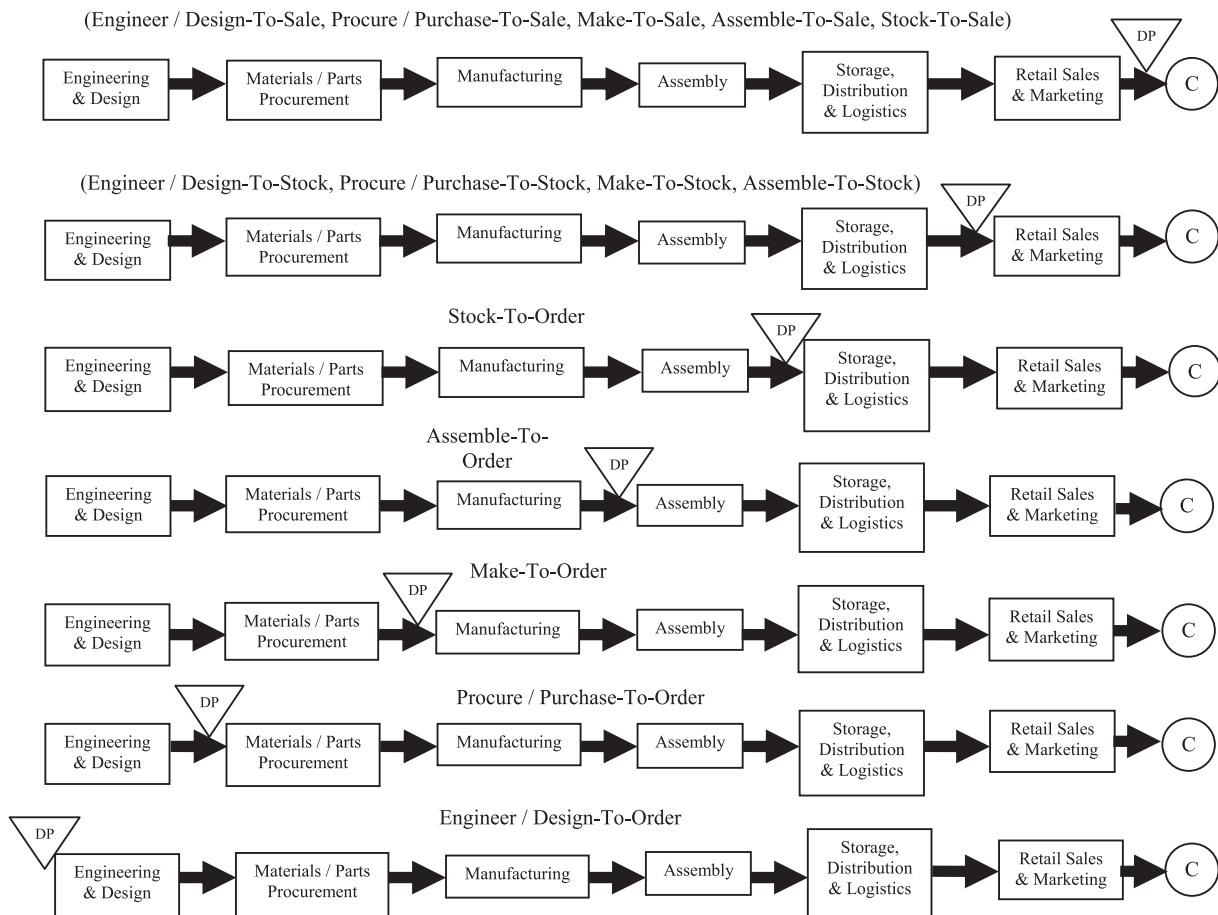 (Engineer / Design-To-Sale, Procure / Purchase-To-Sale, Make-To-Sale, Assemble-To-Sale, Stock-To-Sale)
DP
Engineering
& Design
Materials / Parts
Procurement
Manufacturing
Assembly
Storage,
Distribution
& Logistics
Retail Sales
& Marketing
C
(Engineer / Design-To-Stock, Procure / Purchase-To-Stock, Make-To-Stock, Assemble-To-Stock)
DP
Engineering
& Design
Materials / Parts
Procurement
Manufacturing
Assembly
Storage,
Distribution
& Logistics
Retail Sales
& Marketing
C
Stock-To-Order
DP
Engineering
& Design
Materials / Parts
Procurement
Manufacturing
Assembly
Storage,
Distribution
& Logistics
Retail Sales
& Marketing
C
Assemble-To-
Order
DP
Engineering
& Design
Materials / Parts
Procurement
Manufacturing
Assembly
Storage,
Distribution
& Logistics
Retail Sales
& Marketing
C
Make-To-Order
DP
Engineering
& Design
Materials / Parts
Procurement
Manufacturing
Assembly
Storage,
Distribution
& Logistics
Retail Sales
& Marketing
C
Procure / Purchase-To-Order
DP
Engineering
& Design
Materials / Parts
Procurement
Manufacturing
Assembly
Storage,
Distribution
& Logistics
Retail Sales
& Marketing
C
Engineer / Design-To-Order
DP
Engineering
& Design
Materials / Parts
Procurement
Manufacturing
Assembly
Storage,
Distribution
& Logistics
Retail Sales
& Marketing
C